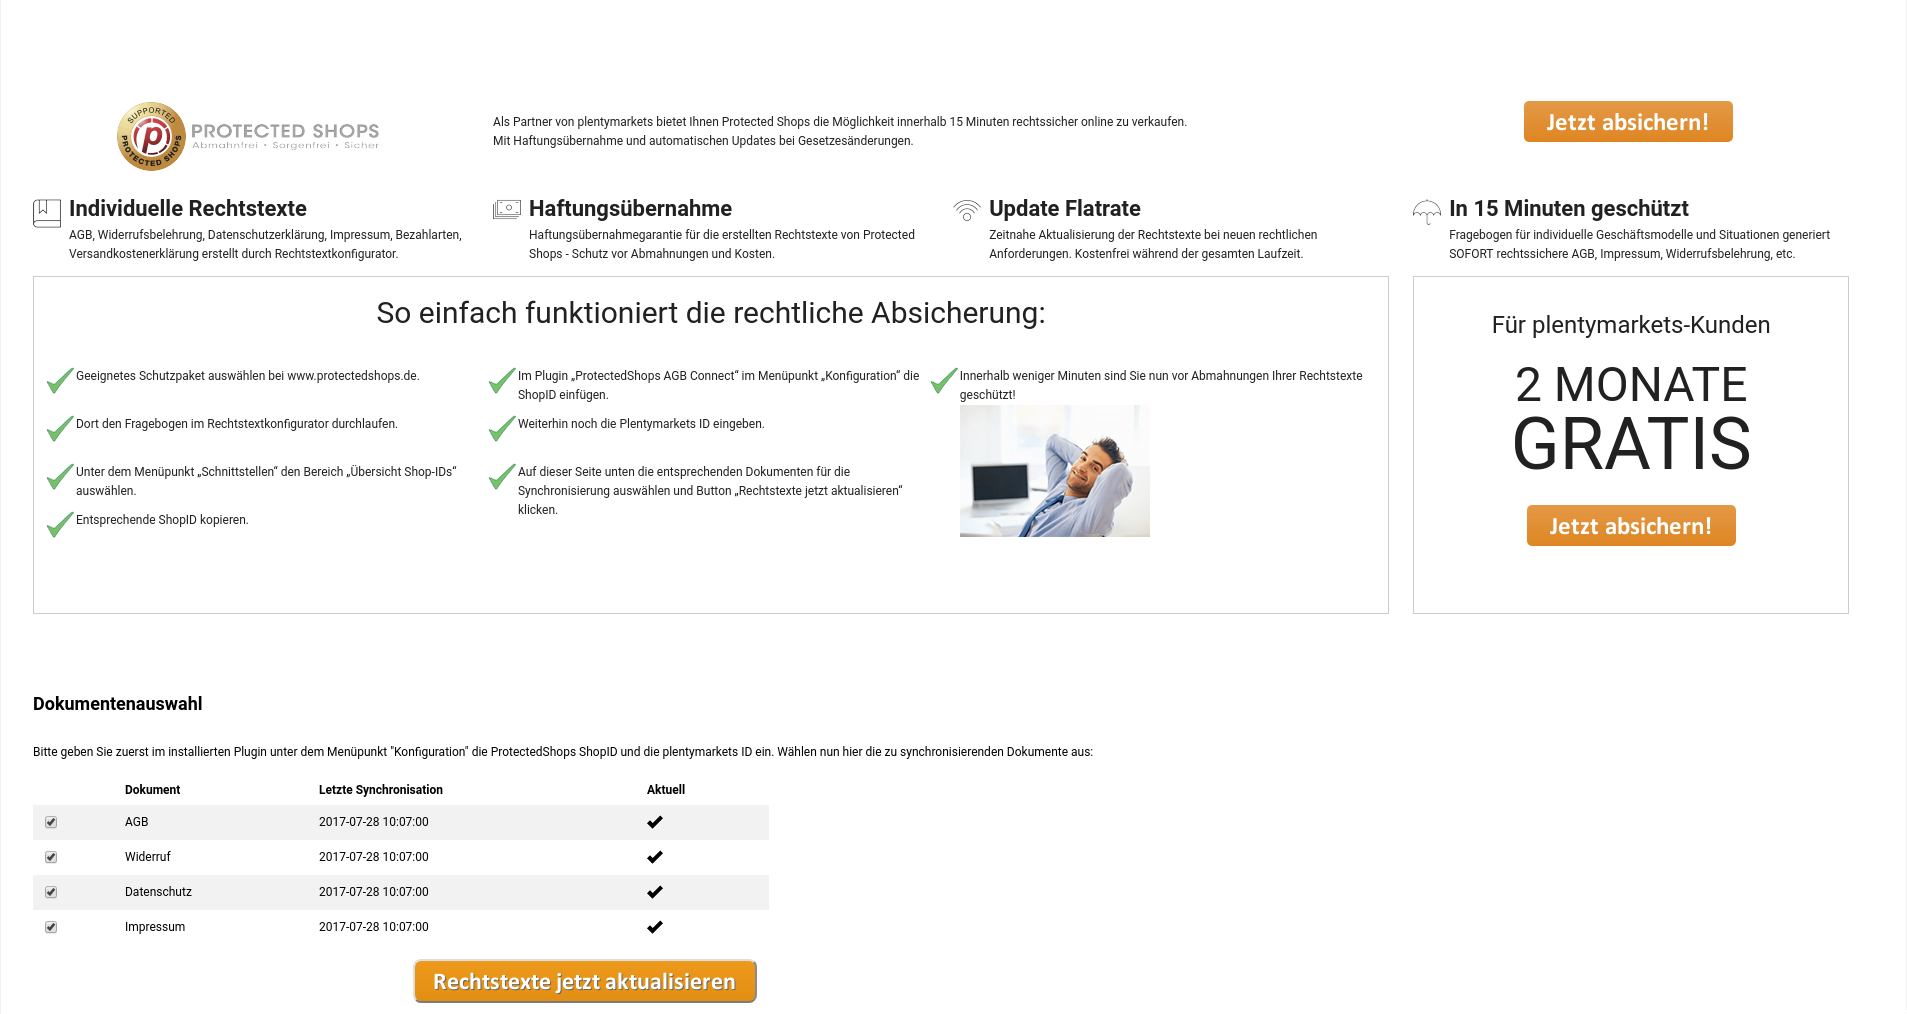 SUPPORTED
PROTECTED SHOPS
PROTECTED SHOPS
Abmahnfrei • Sorgenfrei • Sicher
Als Partner von plentymarkets bietet Ihnen Protected Shops die Möglichkeit innerhalb 15 Minuten rechtssicher online zu verkaufen.
Mit Haftungsübernahme und automatischen Updates bei Gesetzesänderungen.
Jetzt absichern!
Individuelle Rechtstexte
AGB, Widerrufsbelehrung, Datenschutzerklärung, Impressum, Bezahlarten,
Versandkostenerklärung erstellt durch Rechtstextkonfigurator.
Haftungsübernahme
Haftungsübernahmegarantie für die erstellten Rechtstexte von Protected
Shops - Schutz vor Abmahnungen und Kosten.
Update Flatrate
Zeitnahe Aktualisierung der Rechtstexte bei neuen rechtlichen
Anforderungen. Kostenfrei während der gesamten Laufzeit.
In 15 Minuten geschützt
Fragebogen für individuelle Geschäftsmodelle und Situationen generiert
SOFORT rechtssichere AGB, Impressum, Widerrufsbelehrung, etc.
So einfach funktioniert die rechtliche Absicherung:
Geeignetes Schutzpaket auswählen bei www.protectedshops.de.
Dort den Fragebogen im Rechtstextkonfigurator durchlaufen.
Unter dem Menüpunkt „Schnittstellen“ den Bereich „Übersicht Shop-IDs“
auswählen.
Entsprechende ShopID kopieren.
Im Plugin „ProtectedShops AGB Connect“ im Menüpunkt „Konfiguration“ die
ShopID einfügen.
Weiterhin noch die Plentymarkets ID eingeben.
Auf dieser Seite unten die entsprechenden Dokumenten für die
Synchronisierung auswählen und Button „Rechtstexte jetzt aktualisieren“
klicken.
Innerhalb weniger Minuten sind Sie nun vor Abmahnungen Ihrer Rechtstexte
geschützt!
Für plentymarkets-Kunden
2 MONATE
GRATIS
Jetzt absichern!
Dokumentenauswahl
Bitte geben Sie zuerst im installierten Plugin unter dem Menüpunkt "Konfiguration" die ProtectedShops ShopID und die plentymarkets ID ein. Wählen nun hier die zu synchronisierenden Dokumente aus:
Dokument Letzte Synchronisation Aktuell
AGB 2017-07-28 10:07:00
Widerruf 2017-07-28 10:07:00
Datenschutz 2017-07-28 10:07:00
Impressum 2017-07-28 10:07:00
Rechtstexte jetzt aktualisieren